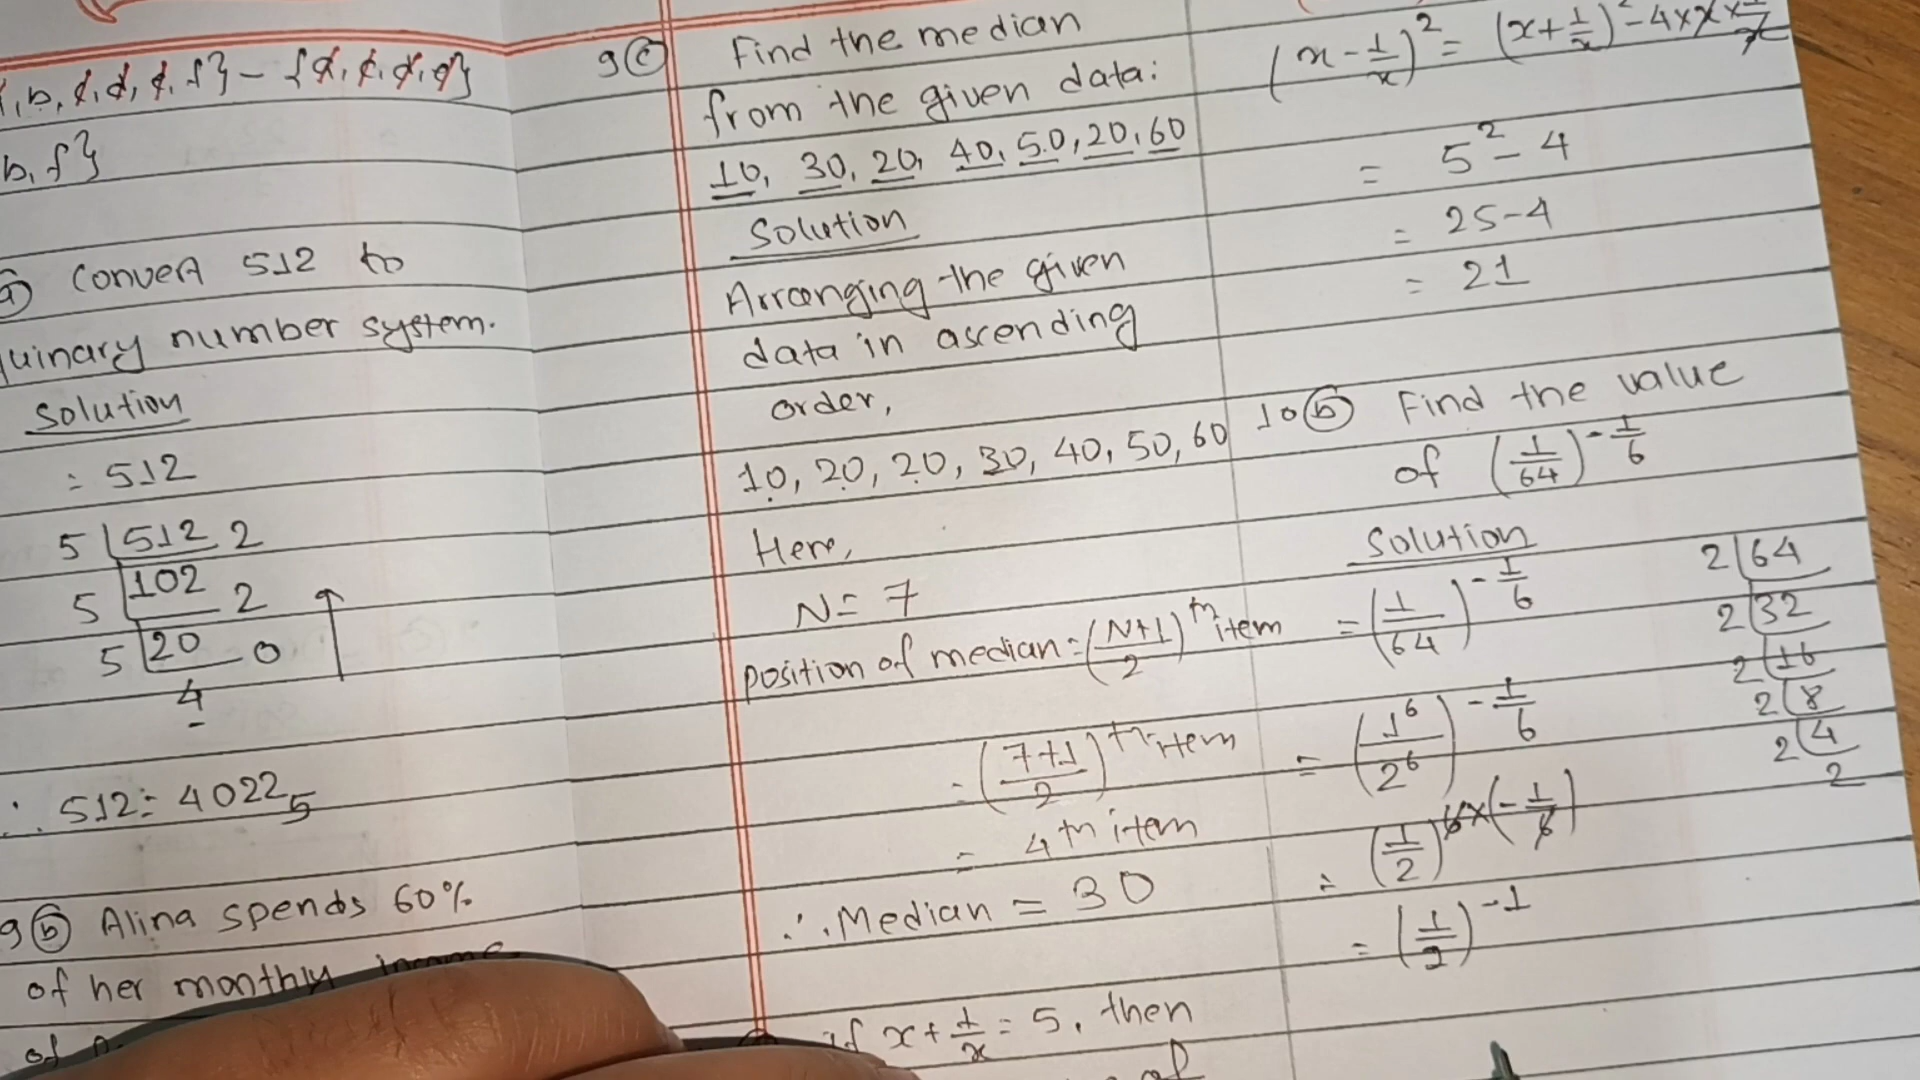 , b, c, d, e, f} - {a, c, d, e}
b, f}
a) Convert 512 to
uinary number system.
Solution
= 512
5 | 512 2
5 | 102 2
5 | 20 0
4
∴ 512 = 4022₅
9 b) Alina spends 60%
of her monthly income
of
9 c) Find the median
from the given data:
10, 30, 20, 40, 50, 20, 60
Solution
Arranging the given
data in ascending
order,
10, 20, 20, 30, 40, 50, 60
Here,
N = 7
position of median = (N+1/2)th item
= (7+1/2)th item
= 4th item
∴ Median = 30
if x + 1/x = 5, then
of
(x - 1/x)² = (x + 1/x)² - 4 × x × 1/x
= 5² - 4
= 25 - 4
= 21
10 b) Find the value
of (1/64)^-1/6
Solution
= (1/64)^-1/6
= (1⁶/2⁶)^-1/6
= (1/2)^6×(-1/6)
= (1/2)^-1
2 | 64
2 | 32
2 | 16
2 | 8
2 | 4
2